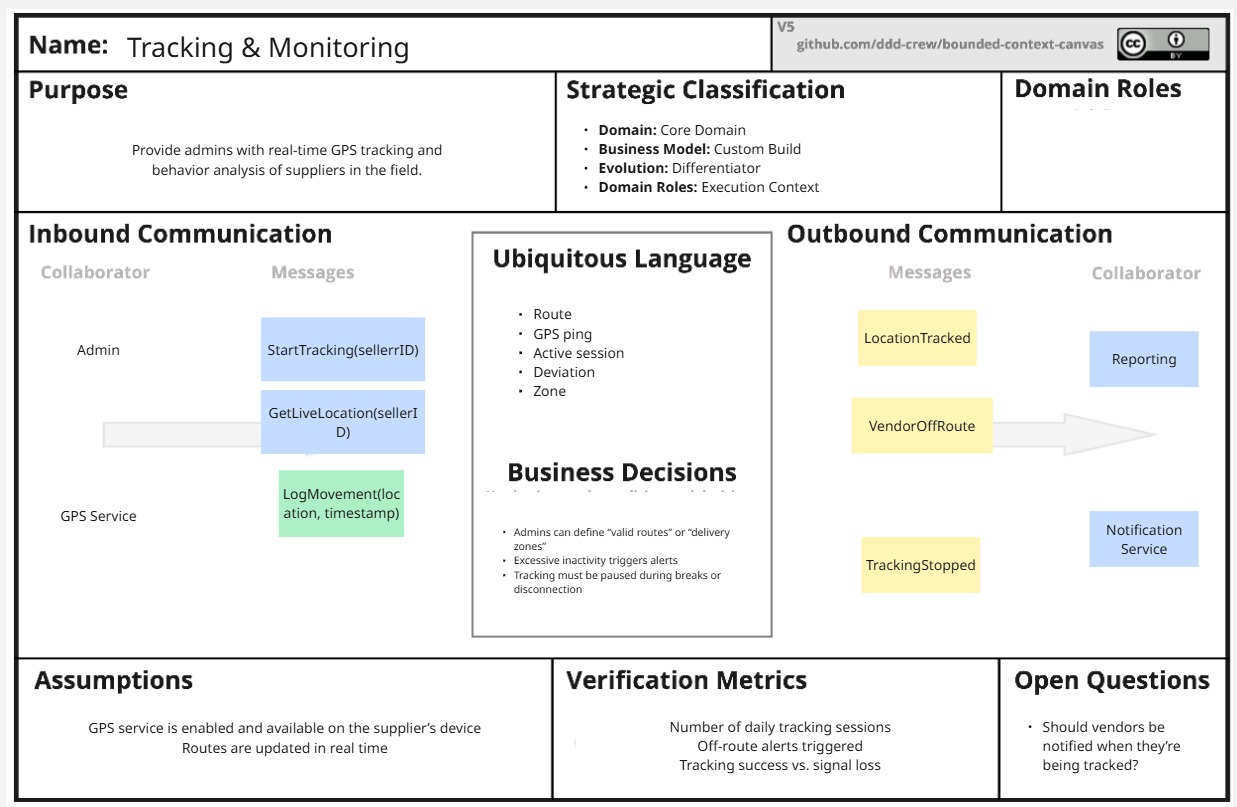 Name: Tracking & Monitoring
V5
github.com/ddd-crew/bounded-context-canvas
cc
BY
Purpose
Provide admins with real-time GPS tracking and
behavior analysis of suppliers in the field.
Strategic Classification
• Domain: Core Domain
• Business Model: Custom Build
• Evolution: Differentiator
• Domain Roles: Execution Context
Domain Roles
Inbound Communication
Collaborator
Messages
Admin
StartTracking(sellerrID)
GetLiveLocation(sellerI
D)
GPS Service
LogMovement(loc
ation, timestamp)
Ubiquitous Language
• Route
• GPS ping
• Active session
• Deviation
• Zone
Business Decisions
• Admins can define “valid routes” or “delivery
zones”
• Excessive inactivity triggers alerts
• Tracking must be paused during breaks or
disconnection
Outbound Communication
Messages
Collaborator
LocationTracked
Reporting
VendorOffRoute
Notification
Service
TrackingStopped
Assumptions
GPS service is enabled and available on the supplier’s device
Routes are updated in real time
Verification Metrics
Number of daily tracking sessions
Off-route alerts triggered
Tracking success vs. signal loss
Open Questions
• Should vendors be
notified when they’re
being tracked?